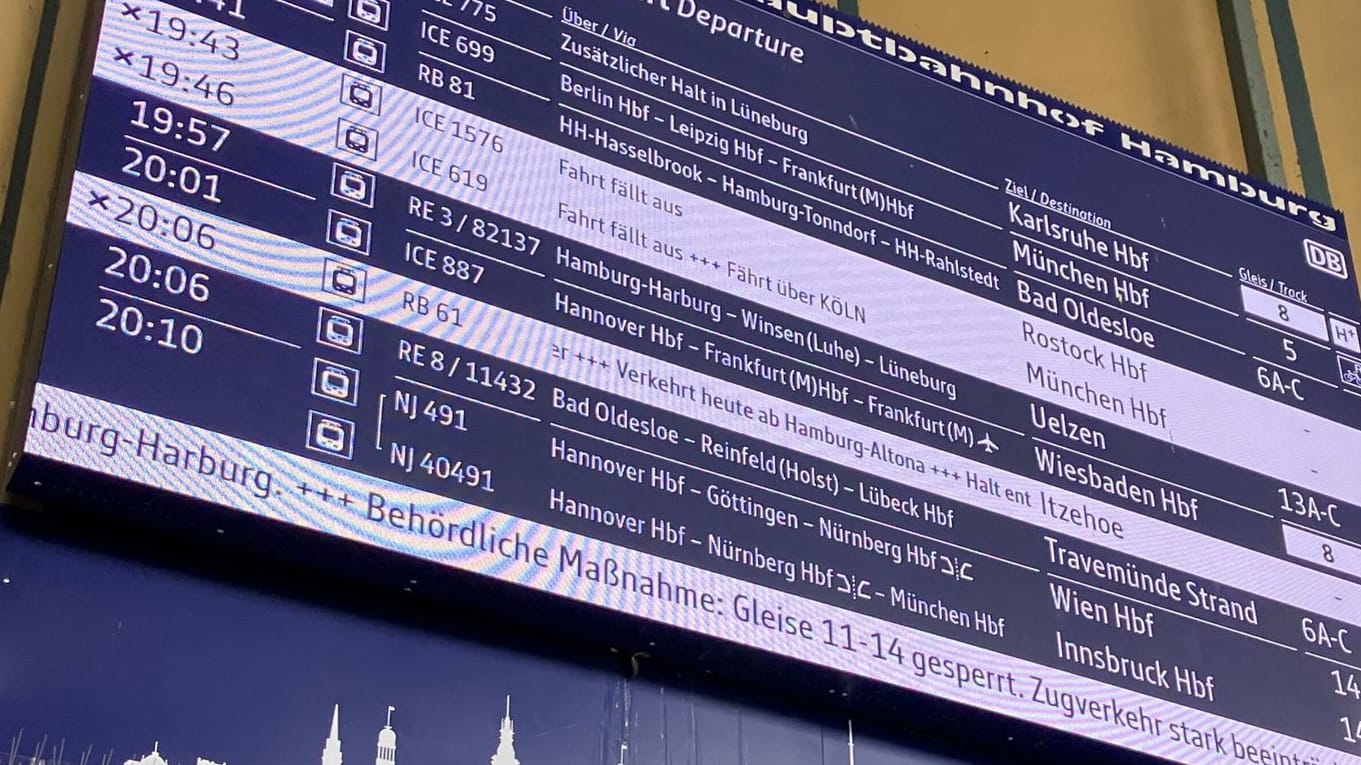 Hauptbahnhof Hamburg
Departure
DB
Über / Via Ziel / Destination Gleis / Track
775 Zusätzlicher Halt in Lüneburg Karlsruhe Hbf 8
ICE 699 Berlin Hbf – Leipzig Hbf – Frankfurt(M)Hbf München Hbf 5
41 RB 81 HH-Hasselbrook – Hamburg-Tonndorf – HH-Rahlstedt Bad Oldesloe 6A-C
×19:43 ICE 1576 Fahrt fällt aus Rostock Hbf -
×19:46 ICE 619 Fahrt fällt aus +++ Fährt über KÖLN München Hbf -
19:57 RE 3 / 82137 Hamburg-Harburg – Winsen(Luhe) – Lüneburg Uelzen 13A-C
20:01 ICE 887 Hannover Hbf – Frankfurt(M)Hbf – Frankfurt(M) Wiesbaden Hbf 8
×20:06 RB 61 er +++ Verkehrt heute ab Hamburg-Altona +++ Halt ent Itzehoe -
20:06 RE 8 / 11432 Bad Oldesloe – Reinfeld(Holst) – Lübeck Hbf Travemünde Strand 6A-C
20:10 NJ 491 Hannover Hbf – Göttingen – Nürnberg Hbf Wien Hbf 14
NJ 40491 Hannover Hbf – Nürnberg Hbf – München Hbf Innsbruck Hbf 14
burg-Harburg. +++ Behördliche Maßnahme: Gleise 11-14 gesperrt. Zugverkehr stark beeinträ